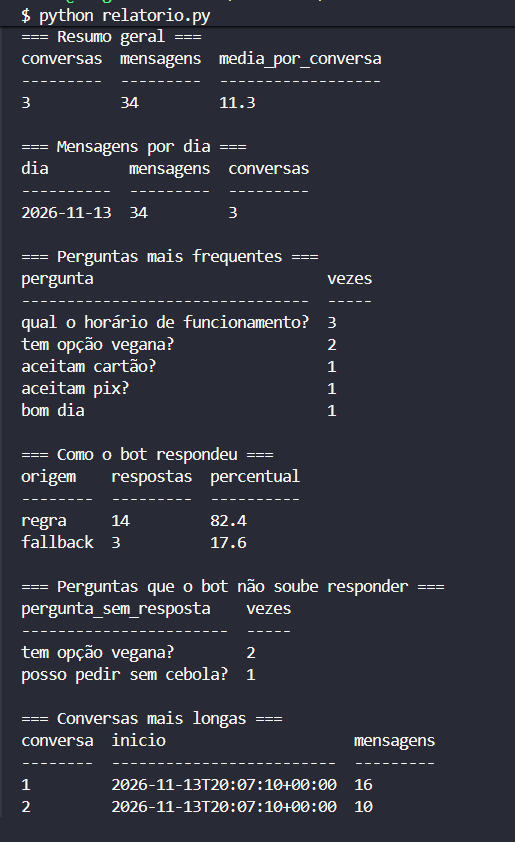 $ python relatorio.py
=== Resumo geral ===
conversas  mensagens  media_por_conversa
---------  ---------  ------------------
3          34         11.3
=== Mensagens por dia ===
dia         mensagens  conversas
----------  ---------  ---------
2026-11-13  34         3
=== Perguntas mais frequentes ===
pergunta                          vezes
--------------------------------  -----
qual o horário de funcionamento?  3
tem opção vegana?                 2
aceitam cartão?                   1
aceitam pix?                      1
bom dia                           1
=== Como o bot respondeu ===
origem    respostas  percentual
--------  ---------  ----------
regra     14         82.4
fallback  3          17.6
=== Perguntas que o bot não soube responder ===
pergunta_sem_resposta    vezes
-----------------------  -----
tem opção vegana?        2
posso pedir sem cebola?  1
=== Conversas mais longas ===
conversa  inicio                     mensagens
--------  -------------------------  ---------
1         2026-11-13T20:07:10+00:00  16
2         2026-11-13T20:07:10+00:00  10